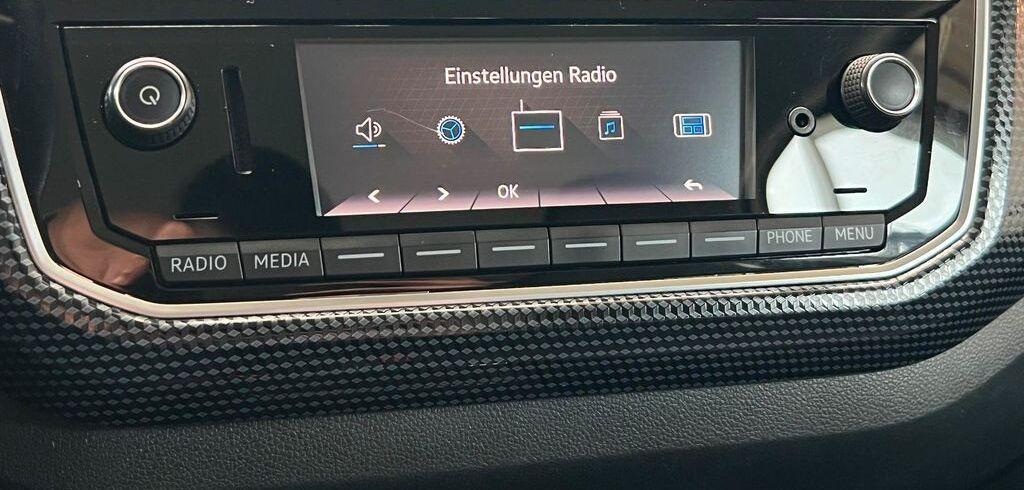 Einstellungen Radio
OK
RADIO MEDIA PHONE MENU